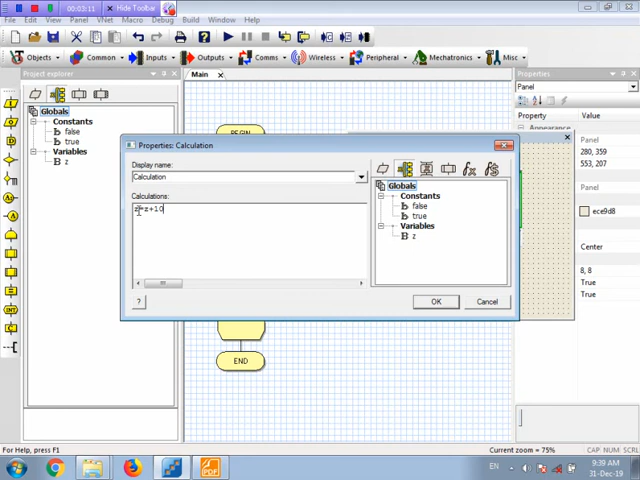 00:03:11
Hide Toolbar
File
Edit
View
Panel
VNet
Macro
Debug
Build
Window
Help
Objects
Common
Inputs
Outputs
Comms
Wireless
Peripheral
Mechatronics
Misc
Project explorer
Main
Properties
Panel
Globals
Constants
false
true
Variables
z
BEGIN
Property
Value
Appearance
Panel
280, 359
553, 207
ece9d8
Center
8, 8
True
True
Properties: Calculation
Display name:
Calculation
Calculations:
z=z+10
Globals
Constants
false
true
Variables
z
?
OK
Cancel
END
For Help, press F1
Current zoom = 75%
CAP NUM SCRL
EN
9:39 AM
31-Dec-19
PDF
INT
C